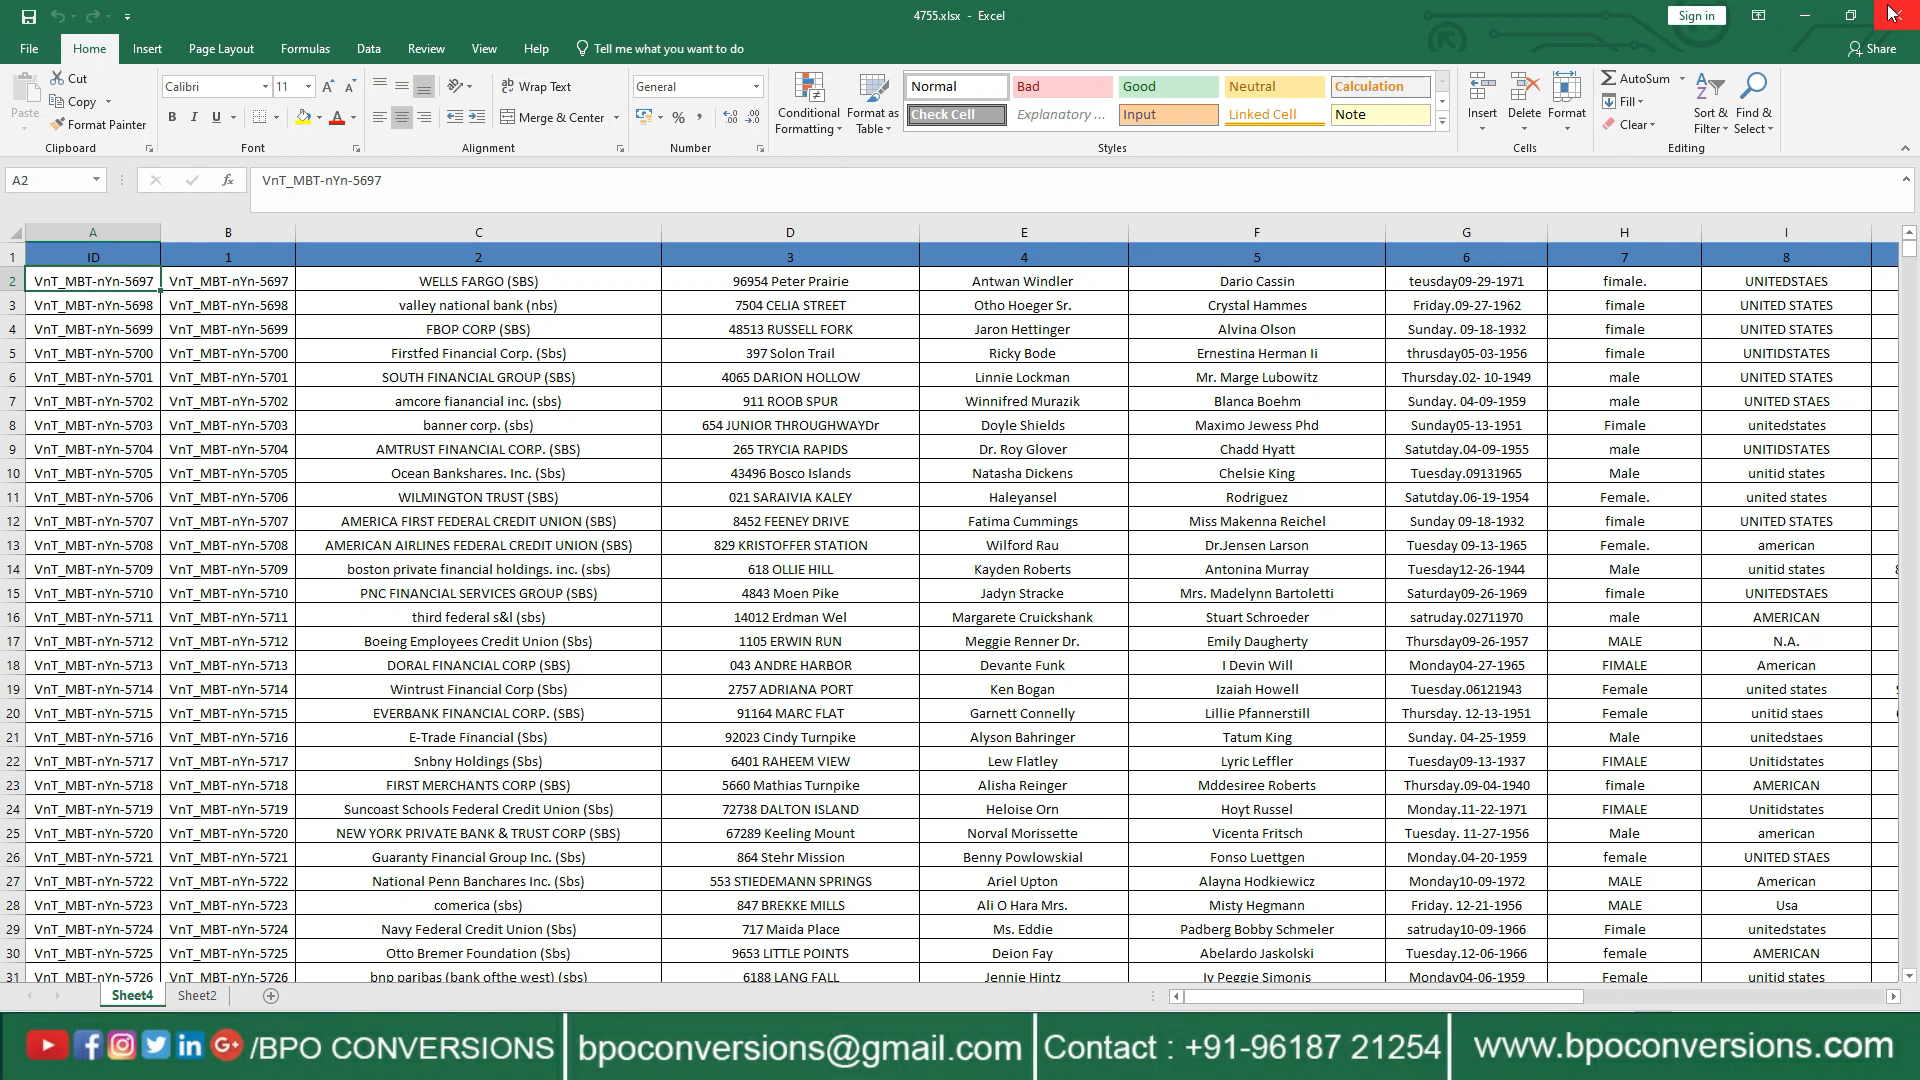 4755.xlsx - Excel
Sign in
File Home Insert Page Layout Formulas Data Review View Help Tell me what you want to do Share
Paste Cut Copy Format Painter Clipboard
Calibri 11 B I U A Font
Wrap Text Merge & Center Alignment
General % , Number
Conditional Formatting Format as Table
Normal Bad Good Neutral Calculation
Check Cell Explanatory ... Input Linked Cell Note
Styles
Insert Delete Format Cells
AutoSum Fill Clear Sort & Filter Find & Select Editing
A2 fx VnT_MBT-nYn-5697
A B C D E F G H I
1 ID 1 2 3 4 5 6 7 8
2 VnT_MBT-nYn-5697 VnT_MBT-nYn-5697 WELLS FARGO (SBS) 96954 Peter Prairie Antwan Windler Dario Cassin teusday09-29-1971 fimale. UNITEDSTAES
3 VnT_MBT-nYn-5698 VnT_MBT-nYn-5698 valley national bank (nbs) 7504 CELIA STREET Otho Hoeger Sr. Crystal Hammes Friday.09-27-1962 fimale UNITED STATES
4 VnT_MBT-nYn-5699 VnT_MBT-nYn-5699 FBOP CORP (SBS) 48513 RUSSELL FORK Jaron Hettinger Alvina Olson Sunday. 09-18-1932 fimale UNITED STATES
5 VnT_MBT-nYn-5700 VnT_MBT-nYn-5700 Firstfed Financial Corp. (Sbs) 397 Solon Trail Ricky Bode Ernestina Herman Ii thrusday05-03-1956 fimale UNITIDSTATES
6 VnT_MBT-nYn-5701 VnT_MBT-nYn-5701 SOUTH FINANCIAL GROUP (SBS) 4065 DARION HOLLOW Linnie Lockman Mr. Marge Lubowitz Thursday.02- 10-1949 male UNITED STATES
7 VnT_MBT-nYn-5702 VnT_MBT-nYn-5702 amcore fianancial inc. (sbs) 911 ROOB SPUR Winnifred Murazik Blanca Boehm Sunday. 04-09-1959 male UNITED STAES
8 VnT_MBT-nYn-5703 VnT_MBT-nYn-5703 banner corp. (sbs) 654 JUNIOR THROUGHWAYDr Doyle Shields Maximo Jewess Phd Sunday05-13-1951 Fimale unitedstates
9 VnT_MBT-nYn-5704 VnT_MBT-nYn-5704 AMTRUST FINANCIAL CORP. (SBS) 265 TRYCIA RAPIDS Dr. Roy Glover Chadd Hyatt Satutday.04-09-1955 male UNITIDSTATES
10 VnT_MBT-nYn-5705 VnT_MBT-nYn-5705 Ocean Bankshares. Inc. (Sbs) 43496 Bosco Islands Natasha Dickens Chelsie King Tuesday.09131965 Male unitid states
11 VnT_MBT-nYn-5706 VnT_MBT-nYn-5706 WILMINGTON TRUST (SBS) 021 SARAIVIA KALEY Haleyansel Rodriguez Satutday.06-19-1954 Female. united states
12 VnT_MBT-nYn-5707 VnT_MBT-nYn-5707 AMERICA FIRST FEDERAL CREDIT UNION (SBS) 8452 FEENEY DRIVE Fatima Cummings Miss Makenna Reichel Sunday 09-18-1932 fimale UNITED STATES
13 VnT_MBT-nYn-5708 VnT_MBT-nYn-5708 AMERICAN AIRLINES FEDERAL CREDIT UNION (SBS) 829 KRISTOFFER STATION Wilford Rau Dr.Jensen Larson Tuesday 09-13-1965 Female. american
14 VnT_MBT-nYn-5709 VnT_MBT-nYn-5709 boston private financial holdings. inc. (sbs) 618 OLLIE HILL Kayden Roberts Antonina Murray Tuesday12-26-1944 Male unitid states
15 VnT_MBT-nYn-5710 VnT_MBT-nYn-5710 PNC FINANCIAL SERVICES GROUP (SBS) 4843 Moen Pike Jadyn Stracke Mrs. Madelynn Bartoletti Saturday09-26-1969 fimale UNITEDSTAES
16 VnT_MBT-nYn-5711 VnT_MBT-nYn-5711 third federal s&l (sbs) 14012 Erdman Wel Margarete Cruickshank Stuart Schroeder satruday.02711970 male AMERICAN
17 VnT_MBT-nYn-5712 VnT_MBT-nYn-5712 Boeing Employees Credit Union (Sbs) 1105 ERWIN RUN Meggie Renner Dr. Emily Daugherty Thursday09-26-1957 MALE N.A.
18 VnT_MBT-nYn-5713 VnT_MBT-nYn-5713 DORAL FINANCIAL CORP (SBS) 043 ANDRE HARBOR Devante Funk I Devin Will Monday04-27-1965 FIMALE American
19 VnT_MBT-nYn-5714 VnT_MBT-nYn-5714 Wintrust Financial Corp (Sbs) 2757 ADRIANA PORT Ken Bogan Izaiah Howell Tuesday.06121943 Female united states
20 VnT_MBT-nYn-5715 VnT_MBT-nYn-5715 EVERBANK FINANCIAL CORP. (SBS) 91164 MARC FLAT Garnett Connelly Lillie Pfannerstill Thursday. 12-13-1951 Female unitid staes
21 VnT_MBT-nYn-5716 VnT_MBT-nYn-5716 E-Trade Financial (Sbs) 92023 Cindy Turnpike Alyson Bahringer Tatum King Sunday. 04-25-1959 Male unitedstaes
22 VnT_MBT-nYn-5717 VnT_MBT-nYn-5717 Snbny Holdings (Sbs) 6401 RAHEEM VIEW Lew Flatley Lyric Leffler Tuesday09-13-1937 FIMALE Unitidstates
23 VnT_MBT-nYn-5718 VnT_MBT-nYn-5718 FIRST MERCHANTS CORP (SBS) 5660 Mathias Turnpike Alisha Reinger Mddesiree Roberts Thursday.09-04-1940 fimale AMERICAN
24 VnT_MBT-nYn-5719 VnT_MBT-nYn-5719 Suncoast Schools Federal Credit Union (Sbs) 72738 DALTON ISLAND Heloise Orn Hoyt Russel Monday.11-22-1971 FIMALE Unitidstates
25 VnT_MBT-nYn-5720 VnT_MBT-nYn-5720 NEW YORK PRIVATE BANK & TRUST CORP (SBS) 67289 Keeling Mount Norval Morissette Vicenta Fritsch Tuesday. 11-27-1956 Male american
26 VnT_MBT-nYn-5721 VnT_MBT-nYn-5721 Guaranty Financial Group Inc. (Sbs) 864 Stehr Mission Benny Powlowskial Fonso Luettgen Monday.04-20-1959 female UNITED STAES
27 VnT_MBT-nYn-5722 VnT_MBT-nYn-5722 National Penn Banchares Inc. (Sbs) 553 STIEDEMANN SPRINGS Ariel Upton Alayna Hodkiewicz Monday10-09-1972 MALE American
28 VnT_MBT-nYn-5723 VnT_MBT-nYn-5723 comerica (sbs) 847 BREKKE MILLS Ali O Hara Mrs. Misty Hegmann Friday. 12-21-1956 MALE Usa
29 VnT_MBT-nYn-5724 VnT_MBT-nYn-5724 Navy Federal Credit Union (Sbs) 717 Maida Place Ms. Eddie Padberg Bobby Schmeler satruday10-09-1966 Fimale unitedstates
30 VnT_MBT-nYn-5725 VnT_MBT-nYn-5725 Otto Bremer Foundation (Sbs) 9653 LITTLE POINTS Deion Fay Abelardo Jaskolski Tuesday.12-06-1966 female AMERICAN
31 VnT_MBT-nYn-5726 VnT_MBT-nYn-5726 bnp paribas (bank ofthe west) (sbs) 6188 LANG FALL Jennie Hintz Iv Peggie Simonis Monday04-06-1959 Female unitid states
Sheet4 Sheet2
/BPO CONVERSIONS bpoconversions@gmail.com Contact : +91-96187 21254 www.bpoconversions.com